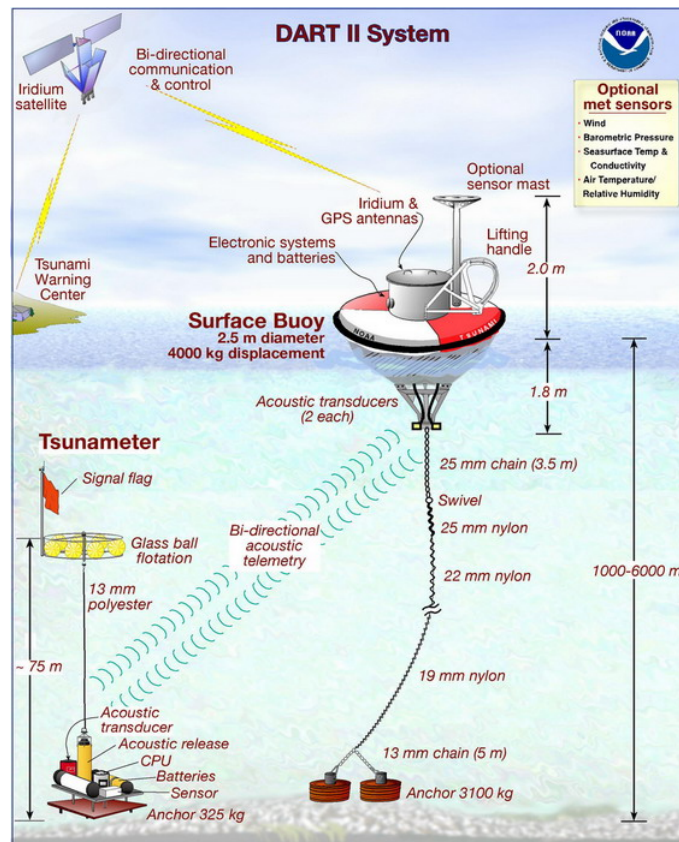 DART II System
noaa
Iridium
satellite
Bi-directional
communication
& control
Optional
met sensors
· Wind
· Barometric Pressure
· Seasurface Temp &
Conductivity
· Air Temperature/
Relative Humidity
Optional
sensor mast
Iridium &
GPS antennas
Lifting
handle
2.0 m
Electronic systems
and batteries
Tsunami
Warning
Center
Surface Buoy
2.5 m diameter
4000 kg displacement
NOAA
TSUNAMI
1.8 m
Acoustic transducers
(2 each)
Tsunameter
Signal flag
25 mm chain (3.5 m)
Swivel
25 mm nylon
Glass ball
flotation
Bi-directional
acoustic
telemetry
22 mm nylon
1000-6000 m
13 mm
polyester
~ 75 m
19 mm nylon
Acoustic
transducer
Acoustic release
CPU
Batteries
Sensor
Anchor 325 kg
13 mm chain (5 m)
Anchor 3100 kg